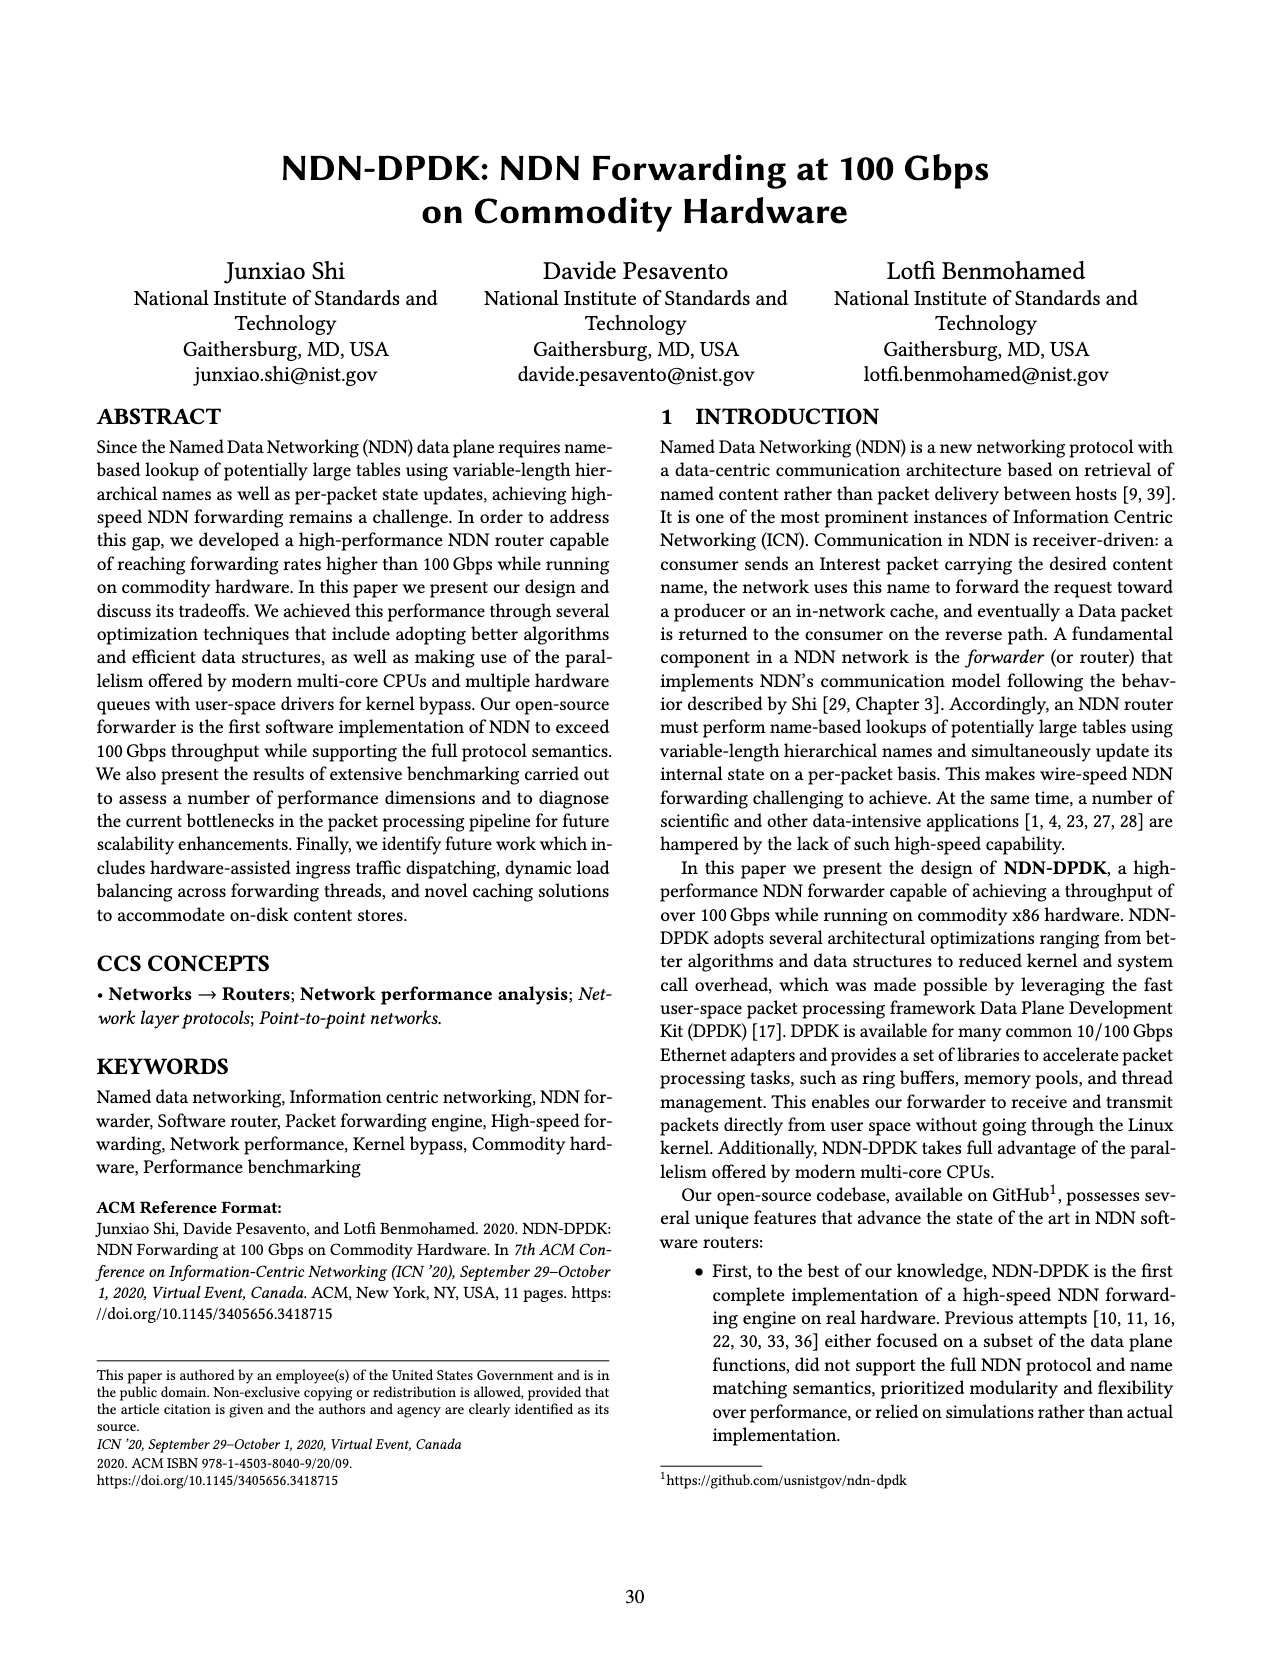 NDN-DPDK: NDN Forwarding at 100 Gbps
on Commodity Hardware
Junxiao Shi
National Institute of Standards and
Technology
Gaithersburg, MD, USA
junxiao.shi@nist.gov
Davide Pesavento
National Institute of Standards and
Technology
Gaithersburg, MD, USA
davide.pesavento@nist.gov
Lotfi Benmohamed
National Institute of Standards and
Technology
Gaithersburg, MD, USA
lotfi.benmohamed@nist.gov
ABSTRACT
Since the Named Data Networking (NDN) data plane requires name-
based lookup of potentially large tables using variable-length hier-
archical names as well as per-packet state updates, achieving high-
speed NDN forwarding remains a challenge. In order to address
this gap, we developed a high-performance NDN router capable
of reaching forwarding rates higher than 100 Gbps while running
on commodity hardware. In this paper we present our design and
discuss its tradeoffs. We achieved this performance through several
optimization techniques that include adopting better algorithms
and efficient data structures, as well as making use of the paral-
lelism offered by modern multi-core CPUs and multiple hardware
queues with user-space drivers for kernel bypass. Our open-source
forwarder is the first software implementation of NDN to exceed
100 Gbps throughput while supporting the full protocol semantics.
We also present the results of extensive benchmarking carried out
to assess a number of performance dimensions and to diagnose
the current bottlenecks in the packet processing pipeline for future
scalability enhancements. Finally, we identify future work which in-
cludes hardware-assisted ingress traffic dispatching, dynamic load
balancing across forwarding threads, and novel caching solutions
to accommodate on-disk content stores.
CCS CONCEPTS
• Networks → Routers; Network performance analysis; Net-
work layer protocols; Point-to-point networks.
KEYWORDS
Named data networking, Information centric networking, NDN for-
warder, Software router, Packet forwarding engine, High-speed for-
warding, Network performance, Kernel bypass, Commodity hard-
ware, Performance benchmarking
ACM Reference Format:
Junxiao Shi, Davide Pesavento, and Lotfi Benmohamed. 2020. NDN-DPDK:
NDN Forwarding at 100 Gbps on Commodity Hardware. In 7th ACM Con-
ference on Information-Centric Networking (ICN ’20), September 29–October
1, 2020, Virtual Event, Canada. ACM, New York, NY, USA, 11 pages. https:
//doi.org/10.1145/3405656.3418715
This paper is authored by an employee(s) of the United States Government and is in
the public domain. Non-exclusive copying or redistribution is allowed, provided that
the article citation is given and the authors and agency are clearly identified as its
source.
ICN ’20, September 29–October 1, 2020, Virtual Event, Canada
2020. ACM ISBN 978-1-4503-8040-9/20/09.
https://doi.org/10.1145/3405656.3418715
1 INTRODUCTION
Named Data Networking (NDN) is a new networking protocol with
a data-centric communication architecture based on retrieval of
named content rather than packet delivery between hosts [9, 39].
It is one of the most prominent instances of Information Centric
Networking (ICN). Communication in NDN is receiver-driven: a
consumer sends an Interest packet carrying the desired content
name, the network uses this name to forward the request toward
a producer or an in-network cache, and eventually a Data packet
is returned to the consumer on the reverse path. A fundamental
component in a NDN network is the forwarder (or router) that
implements NDN’s communication model following the behav-
ior described by Shi [29, Chapter 3]. Accordingly, an NDN router
must perform name-based lookups of potentially large tables using
variable-length hierarchical names and simultaneously update its
internal state on a per-packet basis. This makes wire-speed NDN
forwarding challenging to achieve. At the same time, a number of
scientific and other data-intensive applications [1, 4, 23, 27, 28] are
hampered by the lack of such high-speed capability.
In this paper we present the design of NDN-DPDK, a high-
performance NDN forwarder capable of achieving a throughput of
over 100 Gbps while running on commodity x86 hardware. NDN-
DPDK adopts several architectural optimizations ranging from bet-
ter algorithms and data structures to reduced kernel and system
call overhead, which was made possible by leveraging the fast
user-space packet processing framework Data Plane Development
Kit (DPDK) [17]. DPDK is available for many common 10/100 Gbps
Ethernet adapters and provides a set of libraries to accelerate packet
processing tasks, such as ring buffers, memory pools, and thread
management. This enables our forwarder to receive and transmit
packets directly from user space without going through the Linux
kernel. Additionally, NDN-DPDK takes full advantage of the paral-
lelism offered by modern multi-core CPUs.
Our open-source codebase, available on GitHub1, possesses sev-
eral unique features that advance the state of the art in NDN soft-
ware routers:
• First, to the best of our knowledge, NDN-DPDK is the first
complete implementation of a high-speed NDN forward-
ing engine on real hardware. Previous attempts [10, 11, 16,
22, 30, 33, 36] either focused on a subset of the data plane
functions, did not support the full NDN protocol and name
matching semantics, prioritized modularity and flexibility
over performance, or relied on simulations rather than actual
implementation.
1https://github.com/usnistgov/ndn-dpdk
30